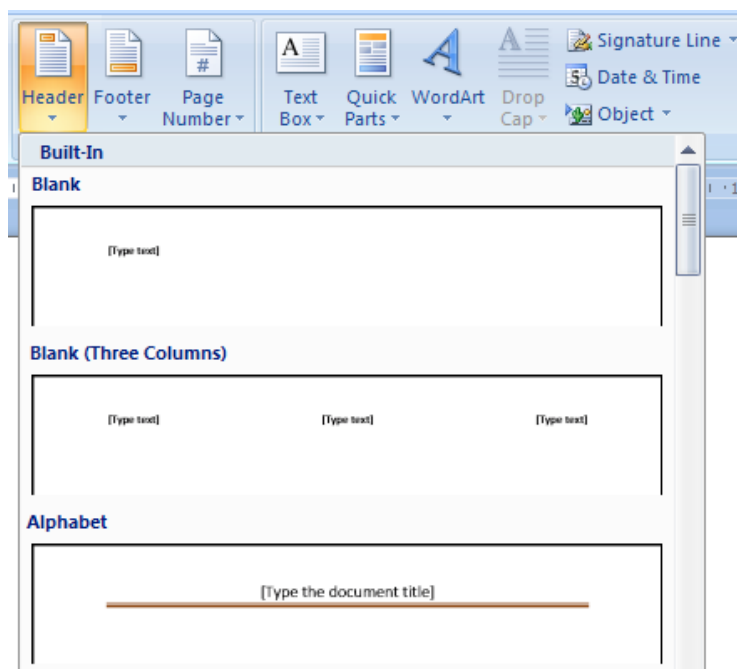 Header Footer Page Number
Text Box Quick Parts WordArt Drop Cap
Signature Line
Date & Time
Object
Built-In
Blank
[Type text]
Blank (Three Columns)
[Type text] [Type text] [Type text]
Alphabet
[Type the document title]